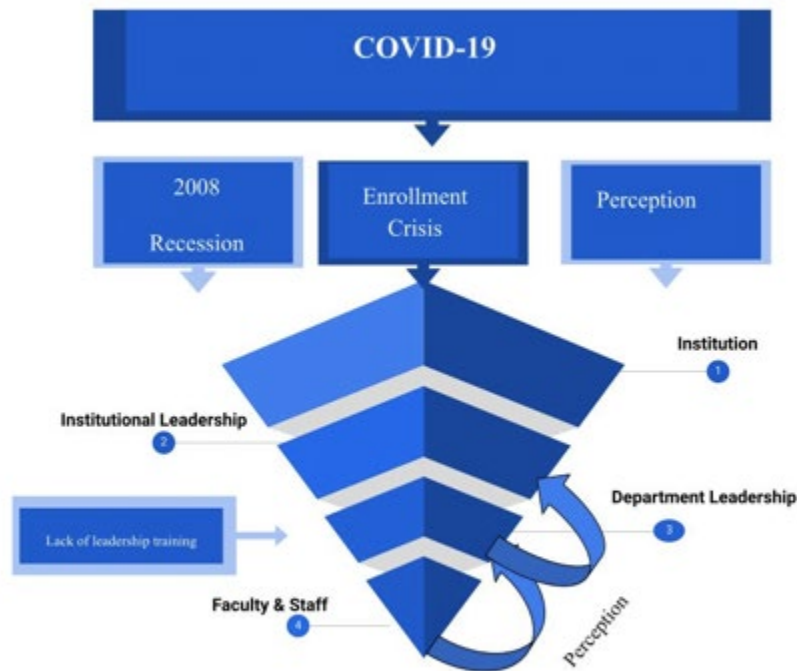 COVID-19
2008
Recession
Enrollment
Crisis
Perception
Institution
1
Institutional Leadership
2
Department Leadership
3
Lack of leadership training
Faculty & Staff
4
Perception